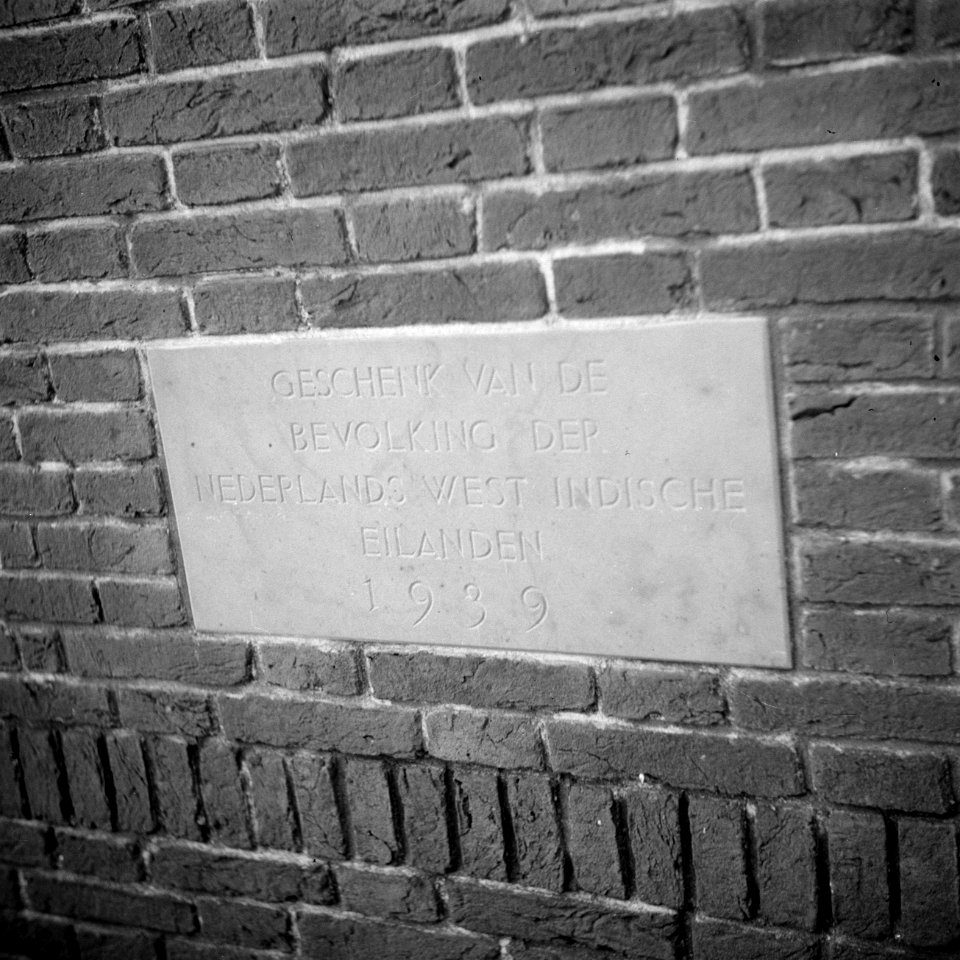 GESCHENK VAN DE
BEVOLKING DER
NEDERLANDS WEST INDISCHE
EILANDEN
1939